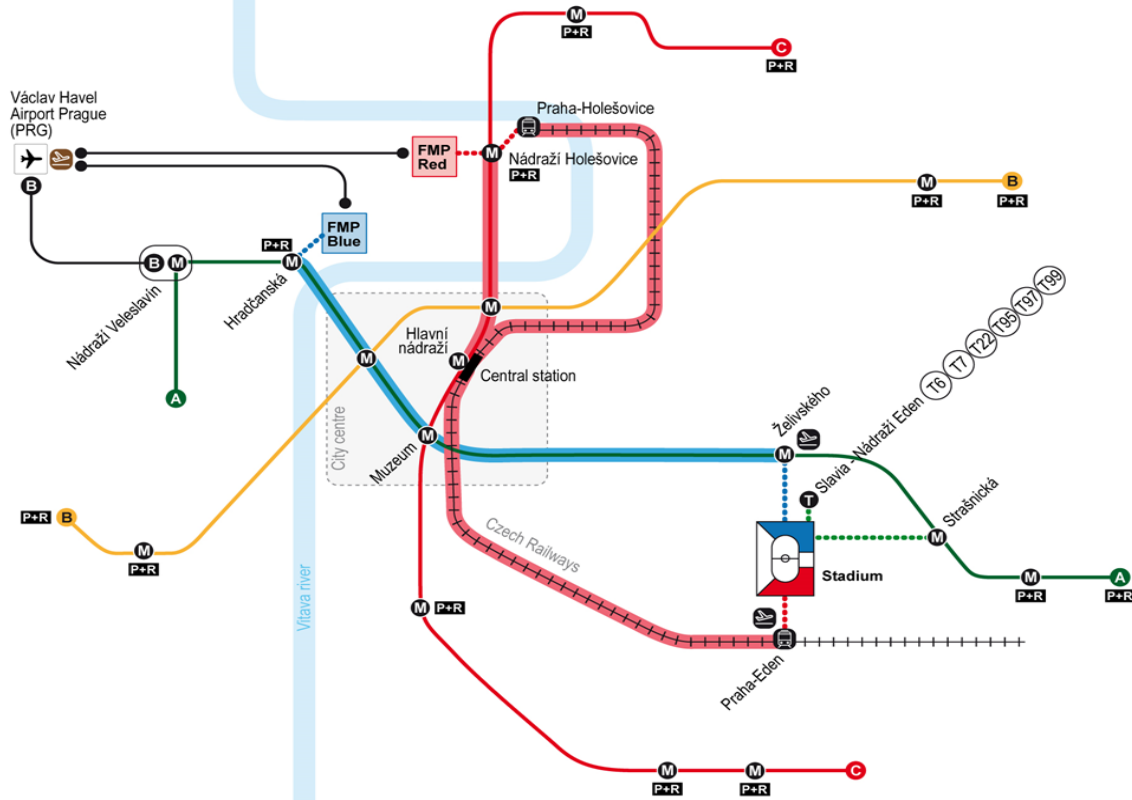 M
P+R
C
P+R
Václav Havel
Airport Prague
(PRG)
B
Praha-Holešovice
FMP
Red
M
Nádraží Holešovice
P+R
M
P+R
B
P+R
FMP
Blue
P+R
B
M
M
Nádraží Veleslavín
Hradčanská
A
M
M
Hlavní
nádraží
M
Central station
City centre
M
Muzeum
T6
T7
T22
T95
T97
T99
Želivského
M
Slavia - Nádraží Eden
T
Strašnická
M
P+R
B
M
P+R
Czech Railways
Stadium
M
P+R
A
P+R
Vltava river
M
P+R
Praha-Eden
M
P+R
M
P+R
C